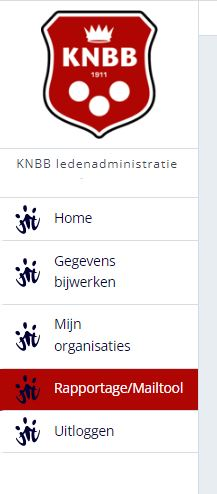 KNBB
1911
KNBB ledenadministratie
Home
Gegevens
bijwerken
Mijn
organisaties
Rapportage/Mailtool
Uitloggen